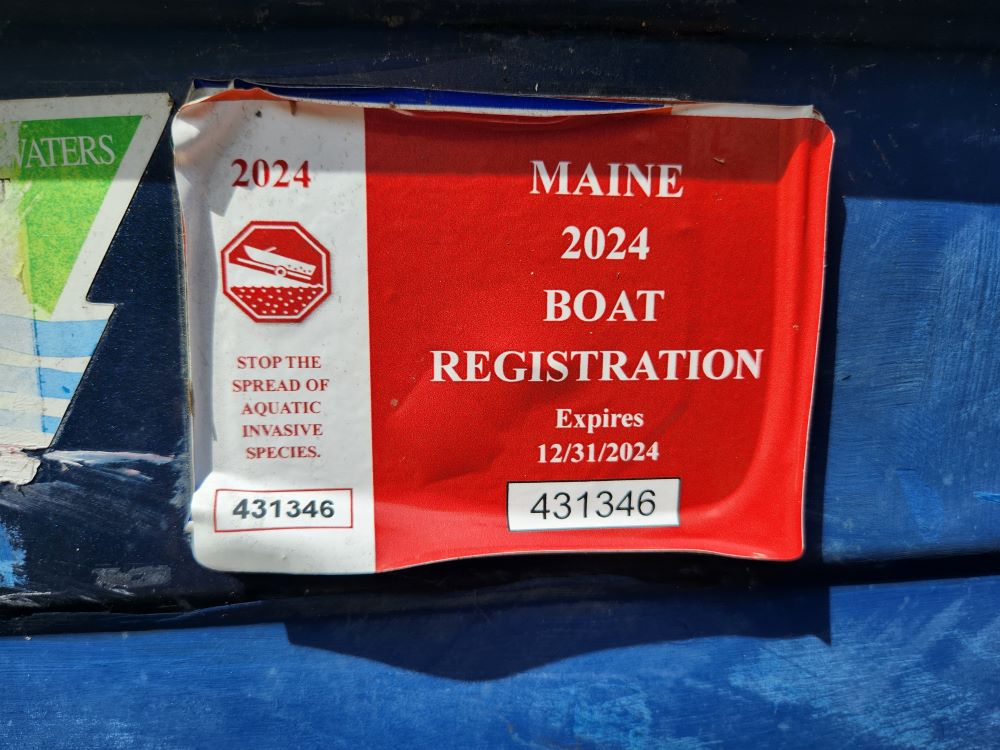 WATERS
2024
STOP THE
SPREAD OF
AQUATIC
INVASIVE
SPECIES.
431346
MAINE
2024
BOAT
REGISTRATION
Expires
12/31/2024
431346